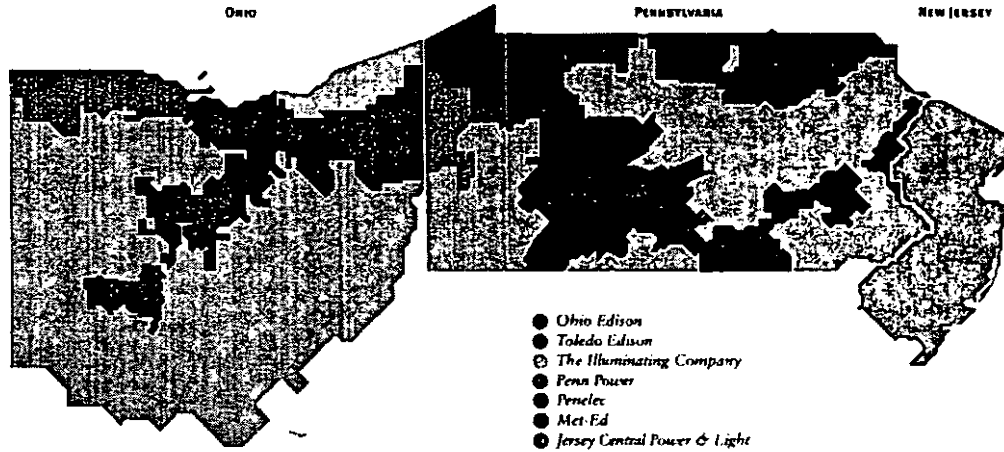 OHIO
PENNSYLVANIA
NEW JERSEY
Ohio Edison
Toledo Edison
The Illuminating Company
Penn Power
Penelec
Met-Ed
Jersey Central Power & Light